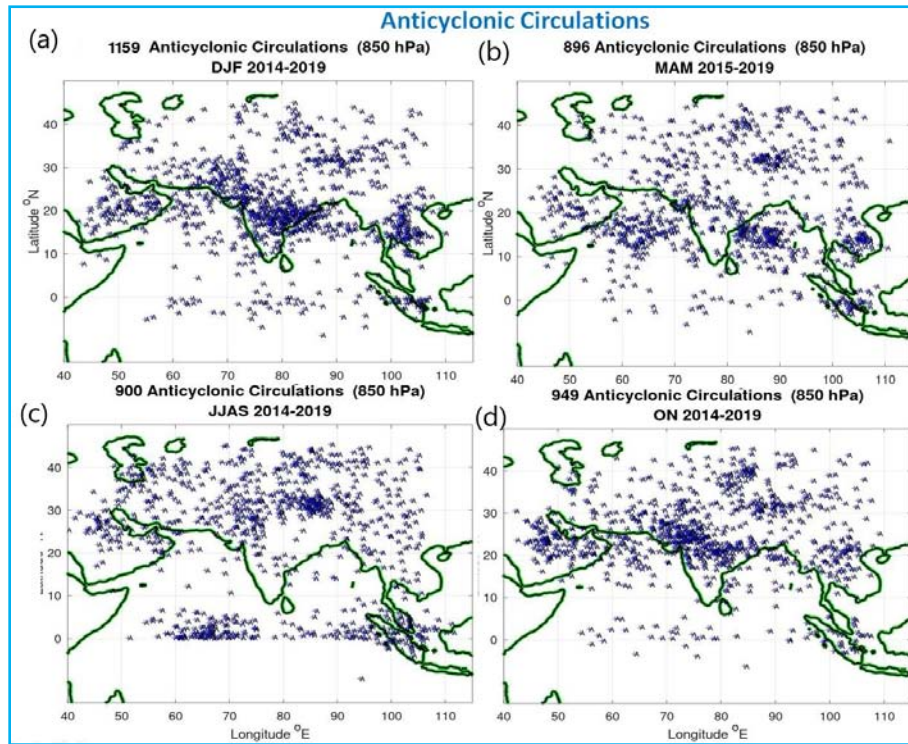 Anticyclonic Circulations
(a)
1159 Anticyclonic Circulations (850 hPa)
DJF 2014-2019
40
30
20
10
0
Latitude °N
40 50 60 70 80 90 100 110
(b)
896 Anticyclonic Circulations (850 hPa)
MAM 2015-2019
40
30
20
10
0
Latitude °N
40 50 60 70 80 90 100 110
(c)
900 Anticyclonic Circulations (850 hPa)
JJAS 2014-2019
40
30
20
10
0
40 50 60 70 80 90 100 110
Longitude °E
(d)
949 Anticyclonic Circulations (850 hPa)
ON 2014-2019
40
30
20
10
0
40 50 60 70 80 90 100 110
Longitude °E